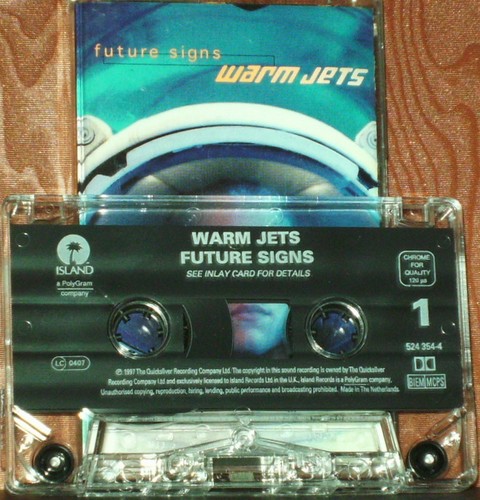 future signs
warm jets
WARM JETS
FUTURE SIGNS
SEE INLAY CARD FOR DETAILS
ISLAND
a PolyGram
company
CHROME
FOR
QUALITY
120 µs
1
524 354-4
LC 0407
BIEM MCPS
℗ 1997 The Quicksilver Recording Company Ltd. The copyright in this sound recording is owned by The Quicksilver
Recording Company Ltd and exclusively licensed to Island Records Ltd in the U.K., Island Records is a PolyGram company.
Unauthorised copying, reproduction, hiring, lending, public performance and broadcasting prohibited. Made in The Netherlands.